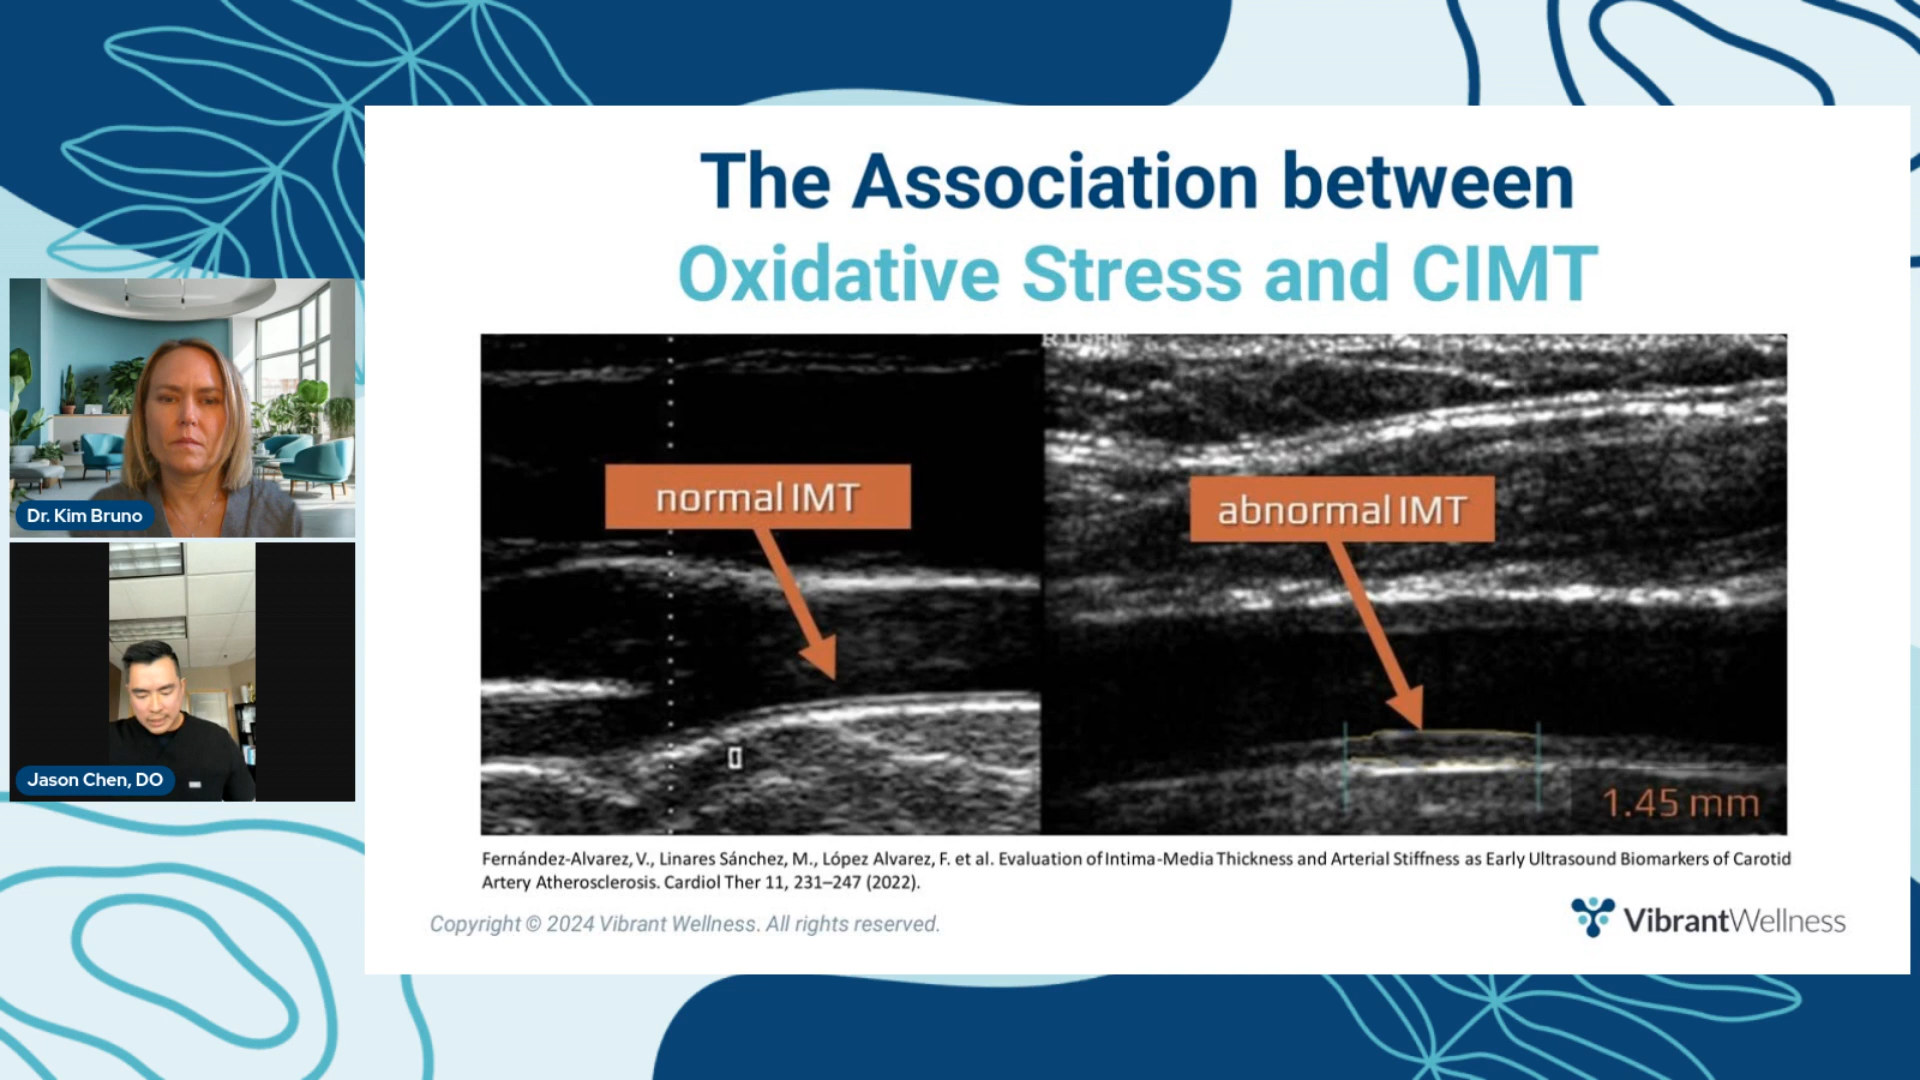 The Association between
Oxidative Stress and CIMT
Right
normal IMT
abnormal IMT
1.45 mm
Fernández-Alvarez, V., Linares Sánchez, M., López Alvarez, F. et al. Evaluation of Intima-Media Thickness and Arterial Stiffness as Early Ultrasound Biomarkers of Carotid
Artery Atherosclerosis. Cardiol Ther 11, 231–247 (2022).
Copyright © 2024 Vibrant Wellness. All rights reserved.
VibrantWellness
Dr. Kim Bruno
Jason Chen, DO